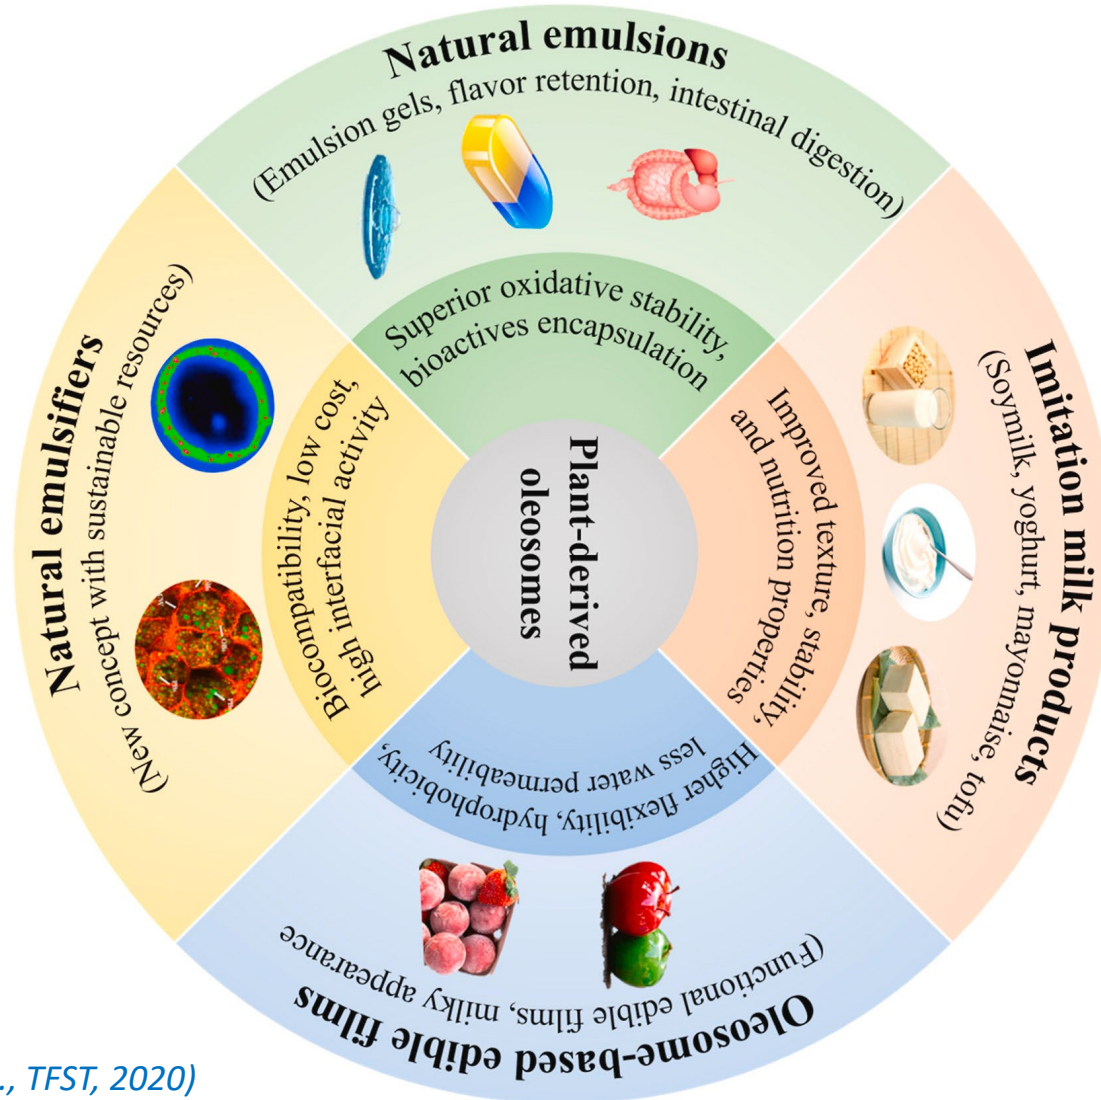 Natural emulsions
(Emulsion gels, flavor retention, intestinal digestion)
Superior oxidative stability,
bioactives encapsulation
Imitation milk products
(Soymilk, yoghurt, mayonnaise, tofu)
Improved texture, stability,
and nutrition properties
Plant-derived
oleosomes
Natural emulsifiers
(New concept with sustainable resources)
Biocompatibility, low cost,
high interfacial activity
Higher flexibility, hydrophobicity,
less water permeability
(Functional edible films, milky appearance
Oleosome-based edible films
., TFST, 2020)